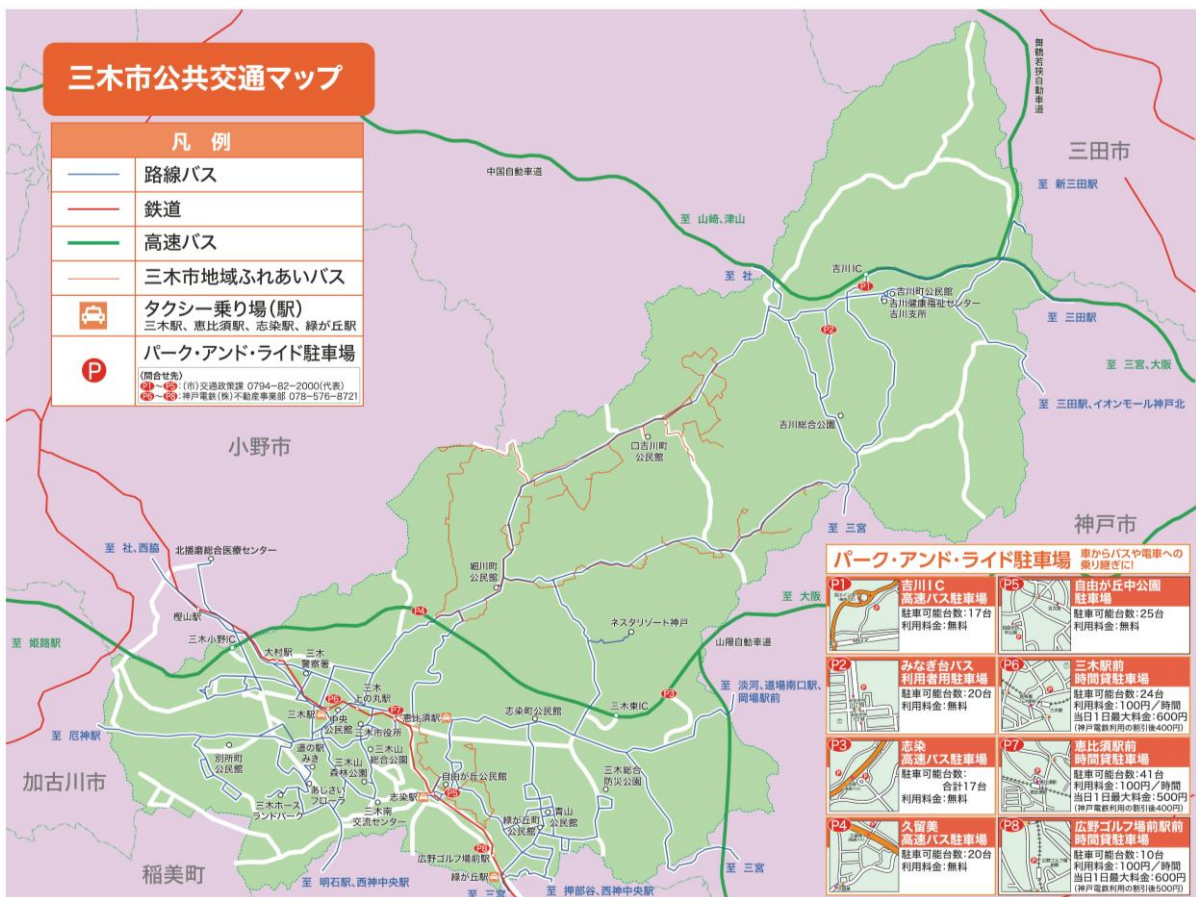 三木市公共交通マップ
凡 例
路線バス
鉄道
高速バス
三木市地域ふれあいバス
タクシー乗り場(駅)
三木駅、恵比須駅、志染駅、緑が丘駅
P
パーク・アンド・ライド駐車場
〈問合せ先〉
P1〜P5:(市)交通政策課 0794-82-2000(代表)
P6〜P8:神戸電鉄(株)不動産事業部 078-576-8721
舞鶴若狭自動車道
三田市
中国自動車道
至 新三田駅
至 山崎、津山
至 社
吉川IC
P1
吉川町公民館
吉川健康福祉センター
吉川支所
P2
至 三田駅
至 三宮、大阪
至 三田駅、イオンモール神戸北
吉川総合公園
口吉川町
公民館
小野市
至 三宮
神戸市
至 社、西脇
北播磨総合医療センター
細川町
公民館
樫山駅
P4
至 大阪
至 姫路駅
三木小野IC
ネスタリゾート神戸
山陽自動車道
大村駅
三木
警察署
三木
上の丸駅
P6
P7
P3
至 淡河、道場南口駅、
岡場駅前
三木駅
中央
公民館
恵比須駅
志染町公民館
三木東IC
三木市役所
至 厄神駅
別所町
公民館
道の駅
みき
三木山
森林公園
三木山
総合公園
加古川市
自由が丘公民館
三木総合
防災公園
P5
三木ホース
ランドパーク
あじさい
フローラ
志染駅
三木南
交流センター
緑が丘町
公民館
青山
公民館
P8
広野ゴルフ場前駅
稲美町
緑が丘駅
至 三宮
至 明石駅、西神中央駅
至 三宮
至 押部谷、西神中央駅
パーク・アンド・ライド駐車場
車からバスや電車への
乗り継ぎに!
P1
吉川IC
高速バス駐車場
駐車可能台数:17台
利用料金:無料
P2
みなぎ台バス
利用者用駐車場
駐車可能台数:20台
利用料金:無料
P3
志染
高速バス駐車場
駐車可能台数:
合計17台
利用料金:無料
P4
久留美
高速バス駐車場
駐車可能台数:20台
利用料金:無料
P5
自由が丘中公園
駐車場
駐車可能台数:25台
利用料金:無料
P6
三木駅前
時間貸駐車場
駐車可能台数:24台
利用料金:100円/時間
当日1日最大料金:600円
(神戸電鉄利用の割引後400円)
P7
恵比須駅前
時間貸駐車場
駐車可能台数:41台
利用料金:100円/時間
当日1日最大料金:500円
(神戸電鉄利用の割引後400円)
P8
広野ゴルフ場前駅前
時間貸駐車場
駐車可能台数:10台
利用料金:100円/時間
当日1日最大料金:600円
(神戸電鉄利用の割引後500円)